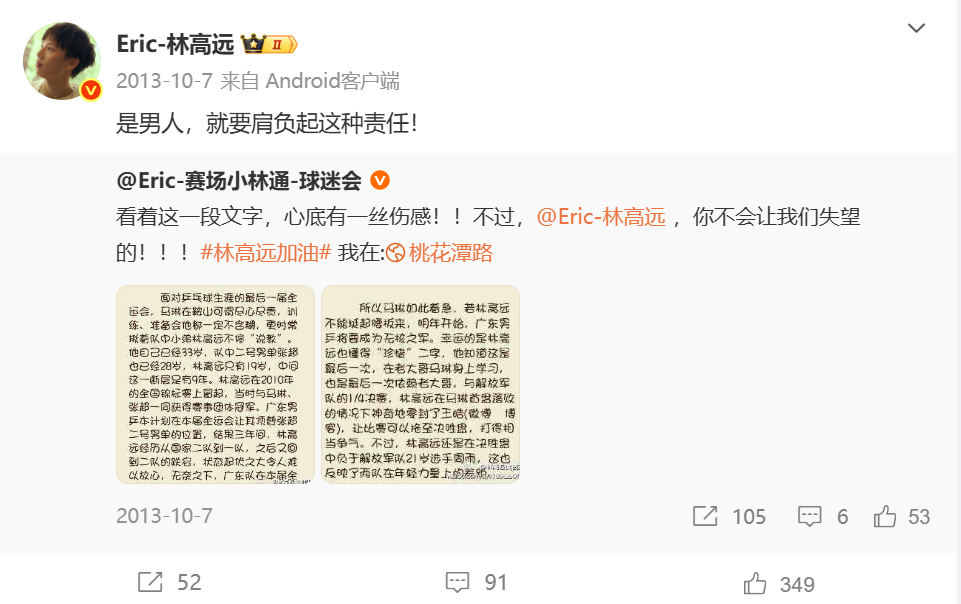 Eric-林高远 II
2013-10-7 来自 Android客户端
是男人，就要肩负起这种责任！
@Eric-赛场小林通-球迷会
看着这一段文字，心底有一丝伤感！！不过，@Eric-林高远 ，你不会让我们失望
的！！！#林高远加油# 我在:桃花潭路
面对乒乓球生涯的最后一届全
运会，马琳在鞍山可谓尽心尽责，训
练、准备会他都一定不含糊，更时常
揪着队中小弟林高远不停“说教”。
他自己已经33岁，队中二号男单张超
也已经28岁，林高远只有19岁，中间
这一断层足有9年。林高远在2010年
的全国锦标赛上冒起，当时与马琳、
张超一同获得赛事团体冠军。广东男
乒本计划在本届全运会让其顶替张超
二号男单的位置，结果三年间，林高
远经历从国家二队到一队，之后又回
到二队的跌宕，状态起伏之大令人难
以放心，无奈之下，广东队在本届全
所以马琳如此着急，若林高远
不能挺起腰板来，明年开始，广东男
乒将要成为无核之军。幸运的是林高
远也懂得“珍惜”二字，他知道这是
最后一次，在老大哥马琳身上学习，
也是最后一次依赖老大哥，与解放军
队的1/4决赛，林高远在马琳首盘落败
的情况下神奇地零封了王皓(微博 博
客)，让比赛可以拖至决胜盘，打得相
当争气。不过，林高远还是在决胜盘
中负于解放军队21岁选手周雨，这也
反映了两队在年轻力量上的差距。
2013-10-7
105 6 53
52 91 349